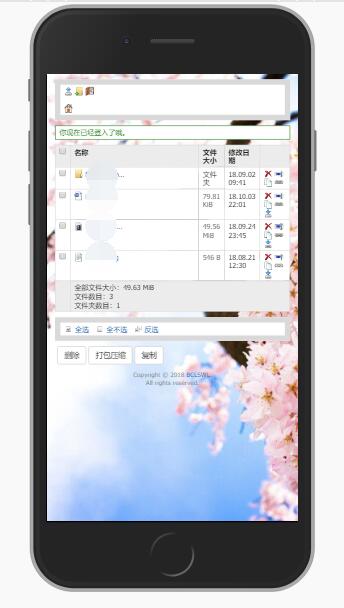 你现在已经登入了哦。
名称 文件大小 修改日期
... 文件夹 18.09.02 09:41
... 79.81 KiB 18.10.03 22:01
... 49.56 MiB 18.09.24 23:45
546 B 18.08.21 12:30
全部文件大小: 49.63 MiB
文件数目: 3
文件夹数目: 1
全选 全不选 反选
删除 打包压缩 复制
Copyright © 2018 BCLSWL
All rights reserved.